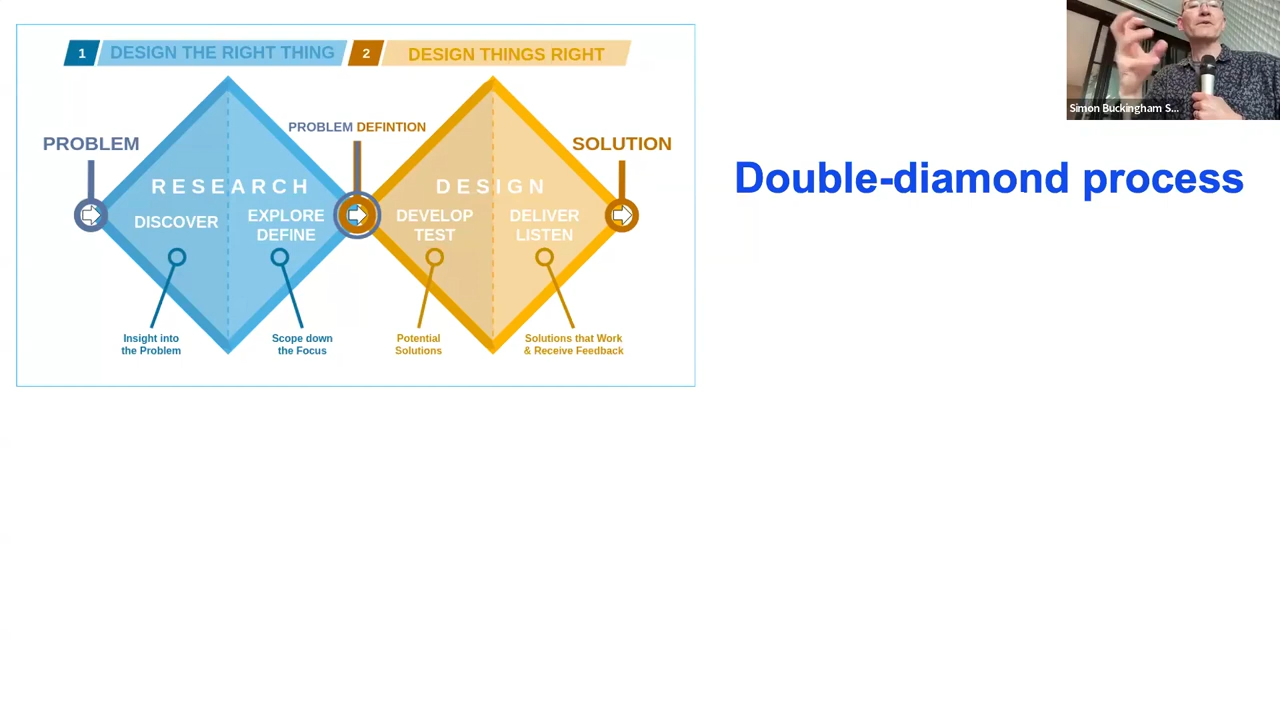 1 DESIGN THE RIGHT THING
2 DESIGN THINGS RIGHT
Simon Buckingham S...
PROBLEM
PROBLEM DEFINTION
SOLUTION
Double-diamond process
RESEARCH
DESIGN
DISCOVER
EXPLORE
DEFINE
DEVELOP
TEST
DELIVER
LISTEN
Insight into
the Problem
Scope down
the Focus
Potential
Solutions
Solutions that Work
& Receive Feedback